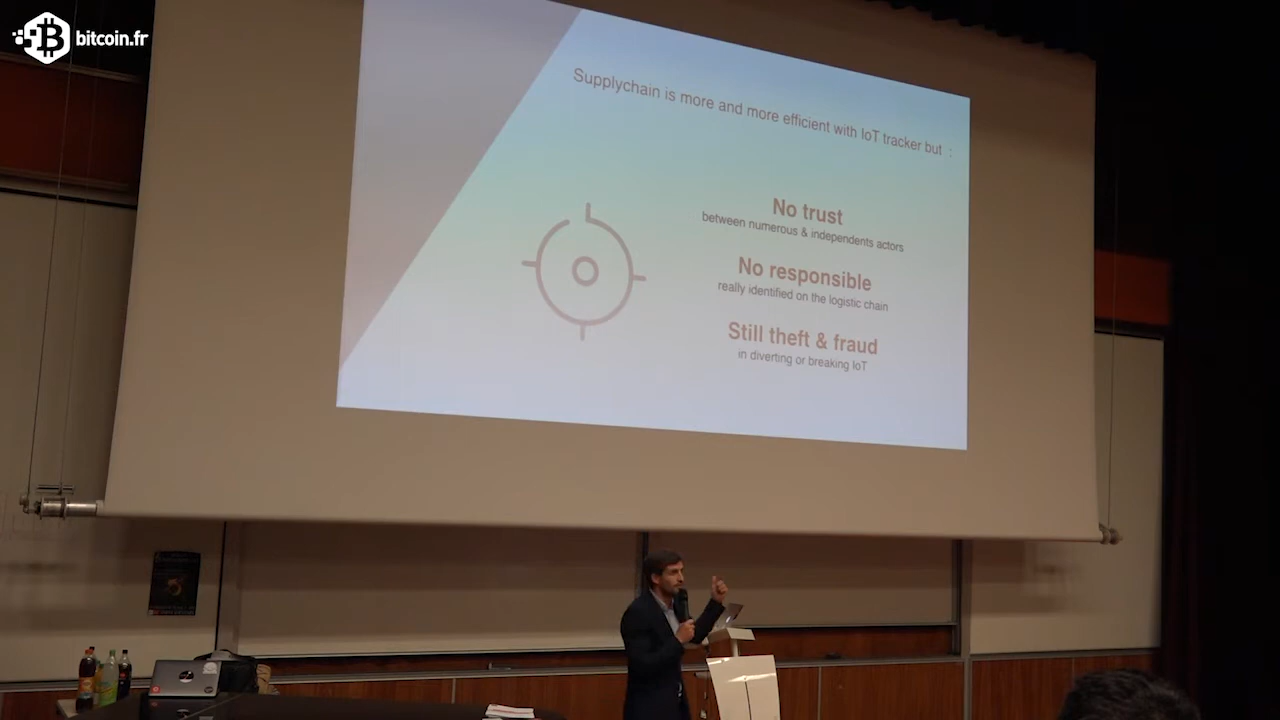 bitcoin.fr
Supplychain is more and more efficient with IoT tracker but :
No trust
between numerous & independents actors
No responsible
really identified on the logistic chain
Still theft & fraud
in diverting or breaking IoT